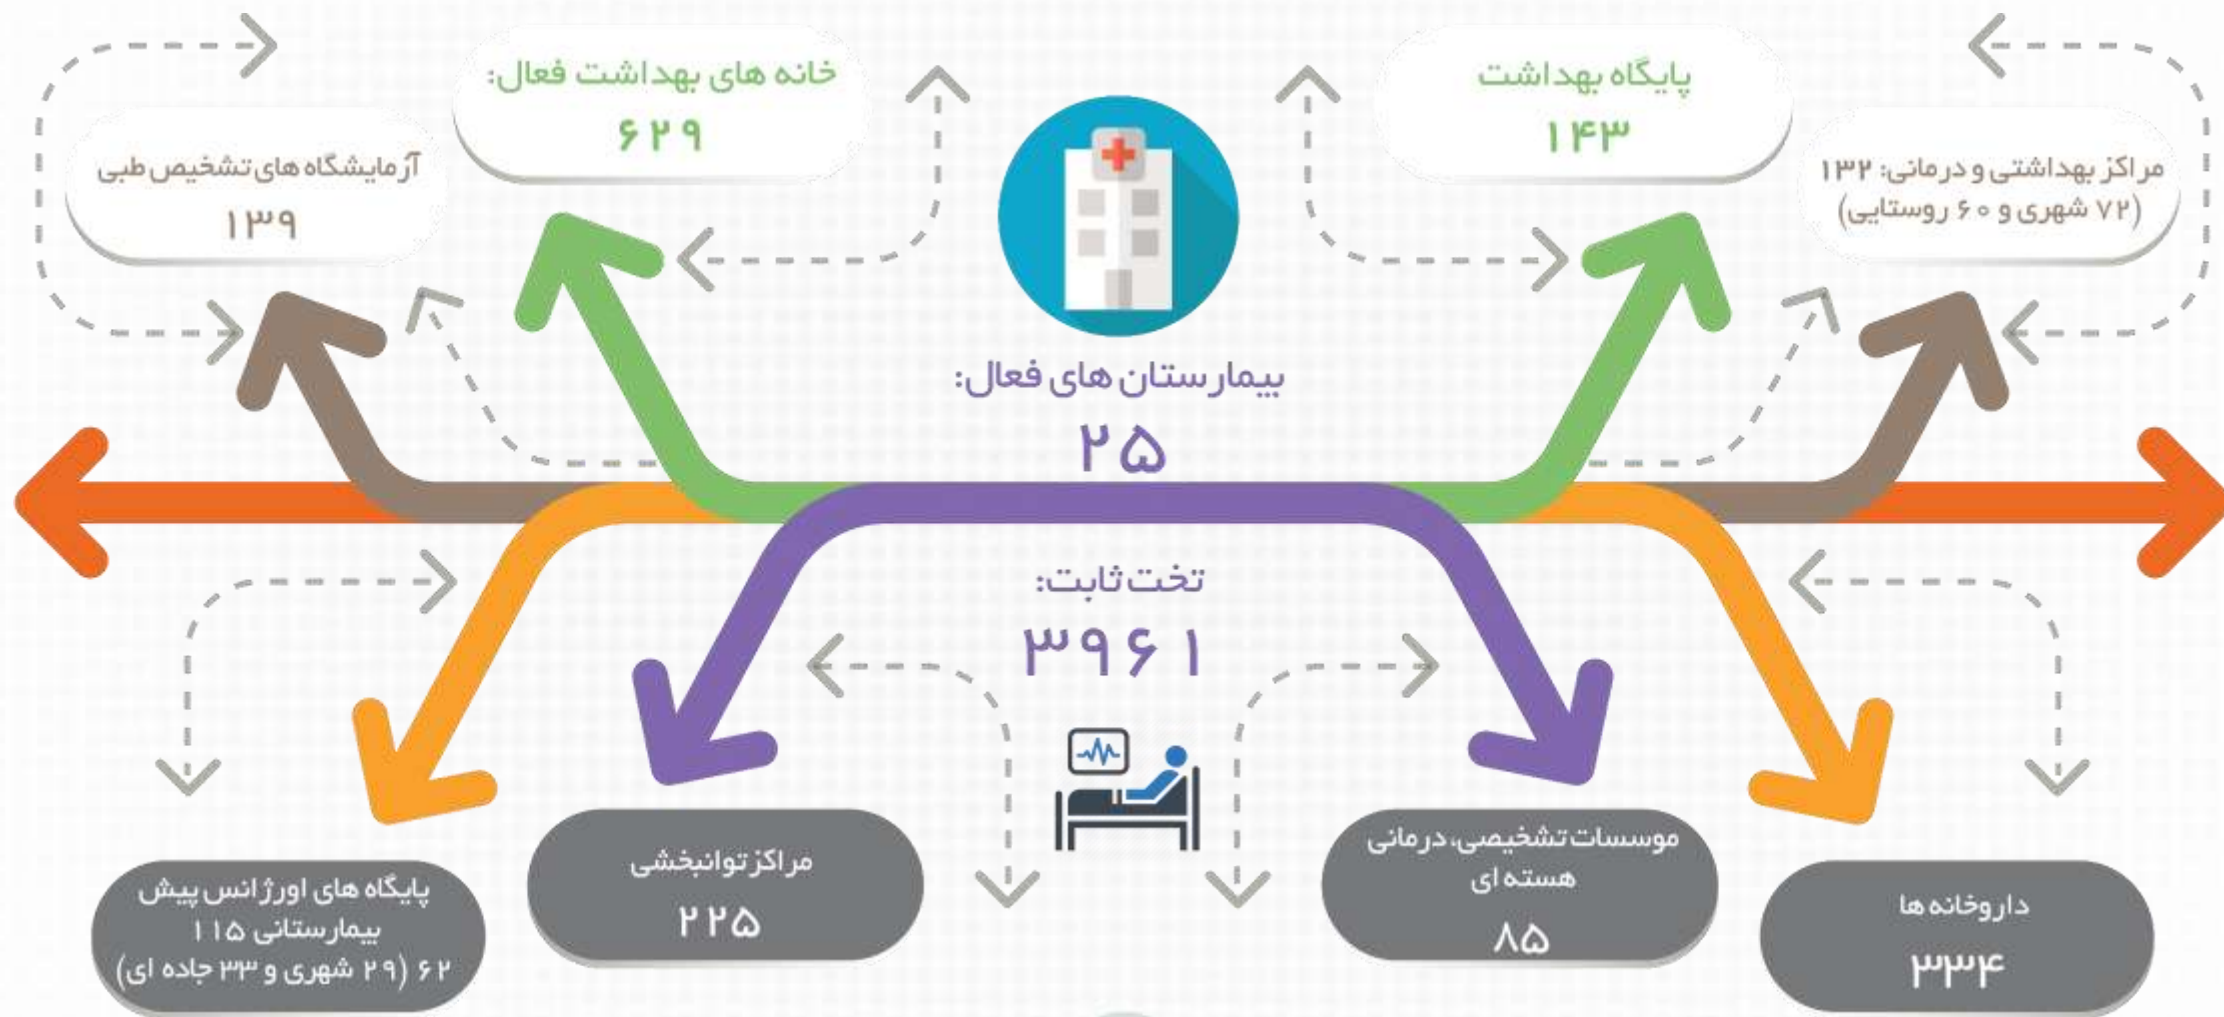 پایگاه بهداشت
۱۴۳
خانه های بهداشت فعال:
۶۲۹
مراکز بهداشتی و درمانی: ۱۳۲
(۷۲ شهری و ۶۰ روستایی)
آزمایشگاه های تشخیص طبی
۱۳۹
بیمارستان های فعال:
۲۵
تخت ثابت:
۳۹۶۱
داروخانه ها
۳۳۴
موسسات تشخیصی، درمانی
هسته ای
۸۵
مراکز توانبخشی
۲۲۵
پایگاه های اورژانس پیش
بیمارستانی ۱۱۵
۶۲ (۲۹ شهری و ۳۳ جاده ای)